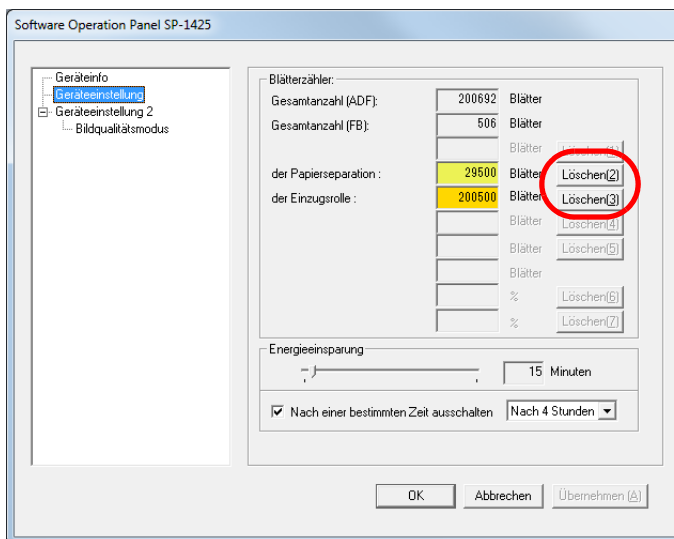 Software Operation Panel SP-1425
Geräteinfo
Geräteeinstellung
Geräteeinstellung 2
Bildqualitätsmodus
Blätterzähler:
Gesamtanzahl (ADF): 200692 Blätter
Gesamtanzahl (FB): 506 Blätter
Blätter Löschen(1)
der Papierseparation : 29500 Blätter Löschen(2)
der Einzugsrolle : 200500 Blätter Löschen(3)
Blätter Löschen(4)
Blätter Löschen(5)
Blätter
% Löschen(6)
% Löschen(7)
Energieeinsparung
15 Minuten
Nach einer bestimmten Zeit ausschalten Nach 4 Stunden
OK Abbrechen Übernehmen (A)